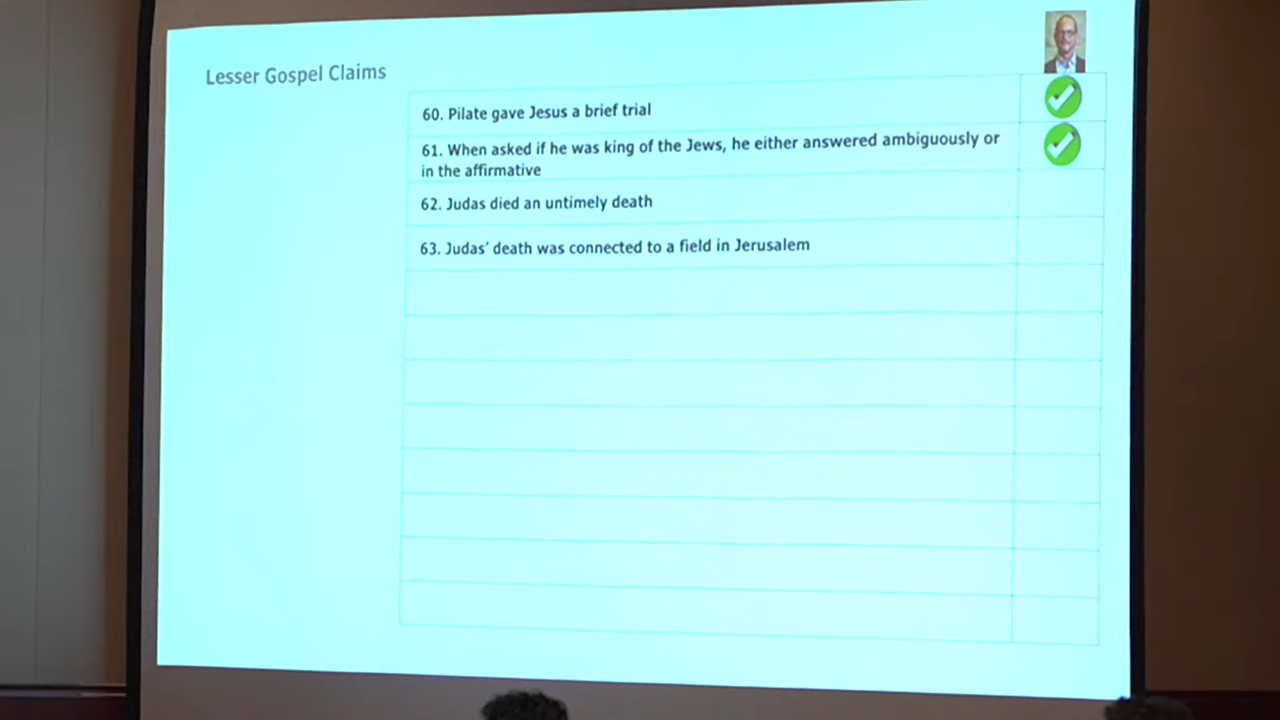 Lesser Gospel Claims
60. Pilate gave Jesus a brief trial
61. When asked if he was king of the Jews, he either answered ambiguously or
in the affirmative
62. Judas died an untimely death
63. Judas' death was connected to a field in Jerusalem